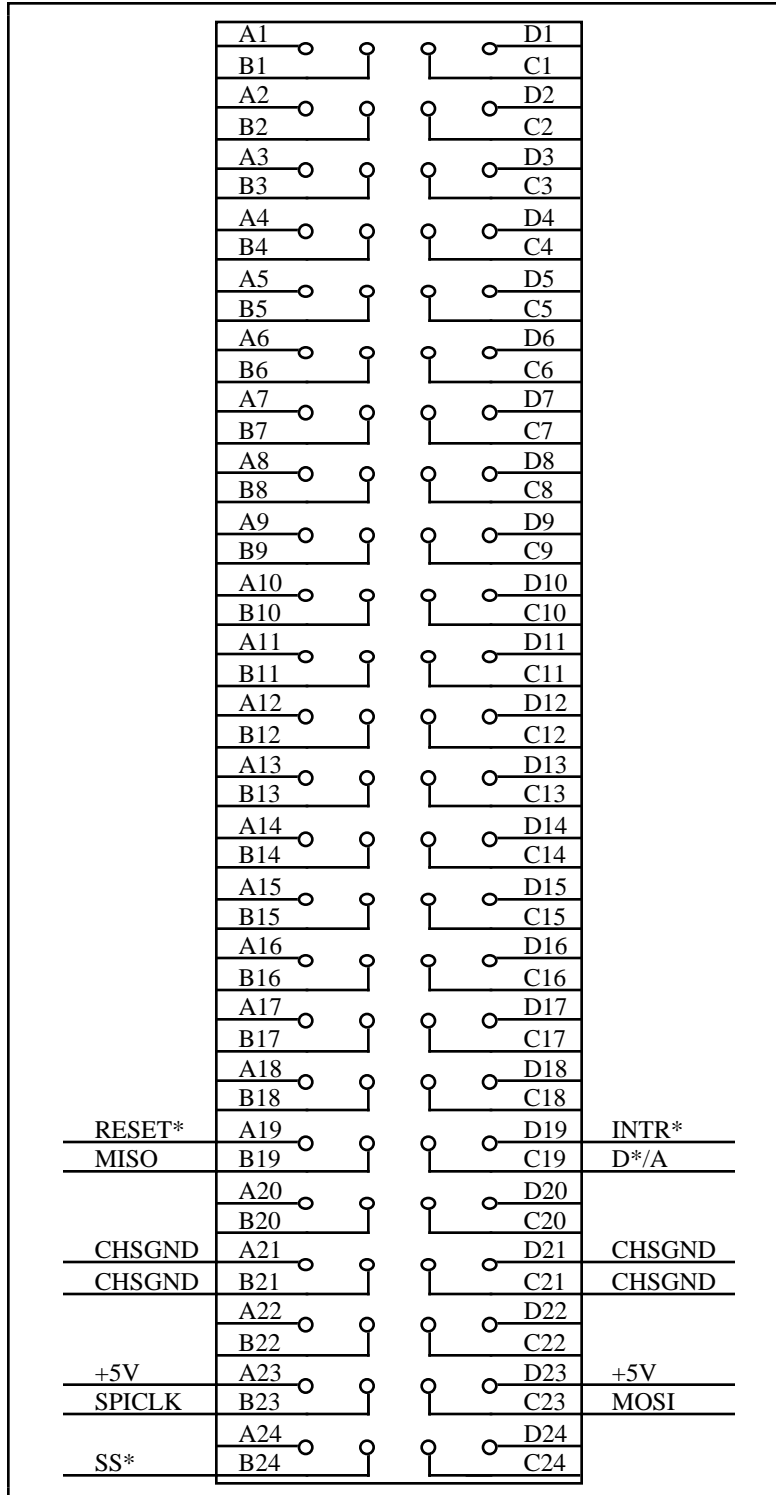 A1 D1
B1 C1
A2 D2
B2 C2
A3 D3
B3 C3
A4 D4
B4 C4
A5 D5
B5 C5
A6 D6
B6 C6
A7 D7
B7 C7
A8 D8
B8 C8
A9 D9
B9 C9
A10 D10
B10 C10
A11 D11
B11 C11
A12 D12
B12 C12
A13 D13
B13 C13
A14 D14
B14 C14
A15 D15
B15 C15
A16 D16
B16 C16
A17 D17
B17 C17
A18 D18
B18 C18
RESET* A19 D19 INTR*
MISO B19 C19 D*/A
A20 D20
B20 C20
CHSGND A21 D21 CHSGND
CHSGND B21 C21 CHSGND
A22 D22
B22 C22
+5V A23 D23 +5V
SPICLK B23 C23 MOSI
A24 D24
SS* B24 C24